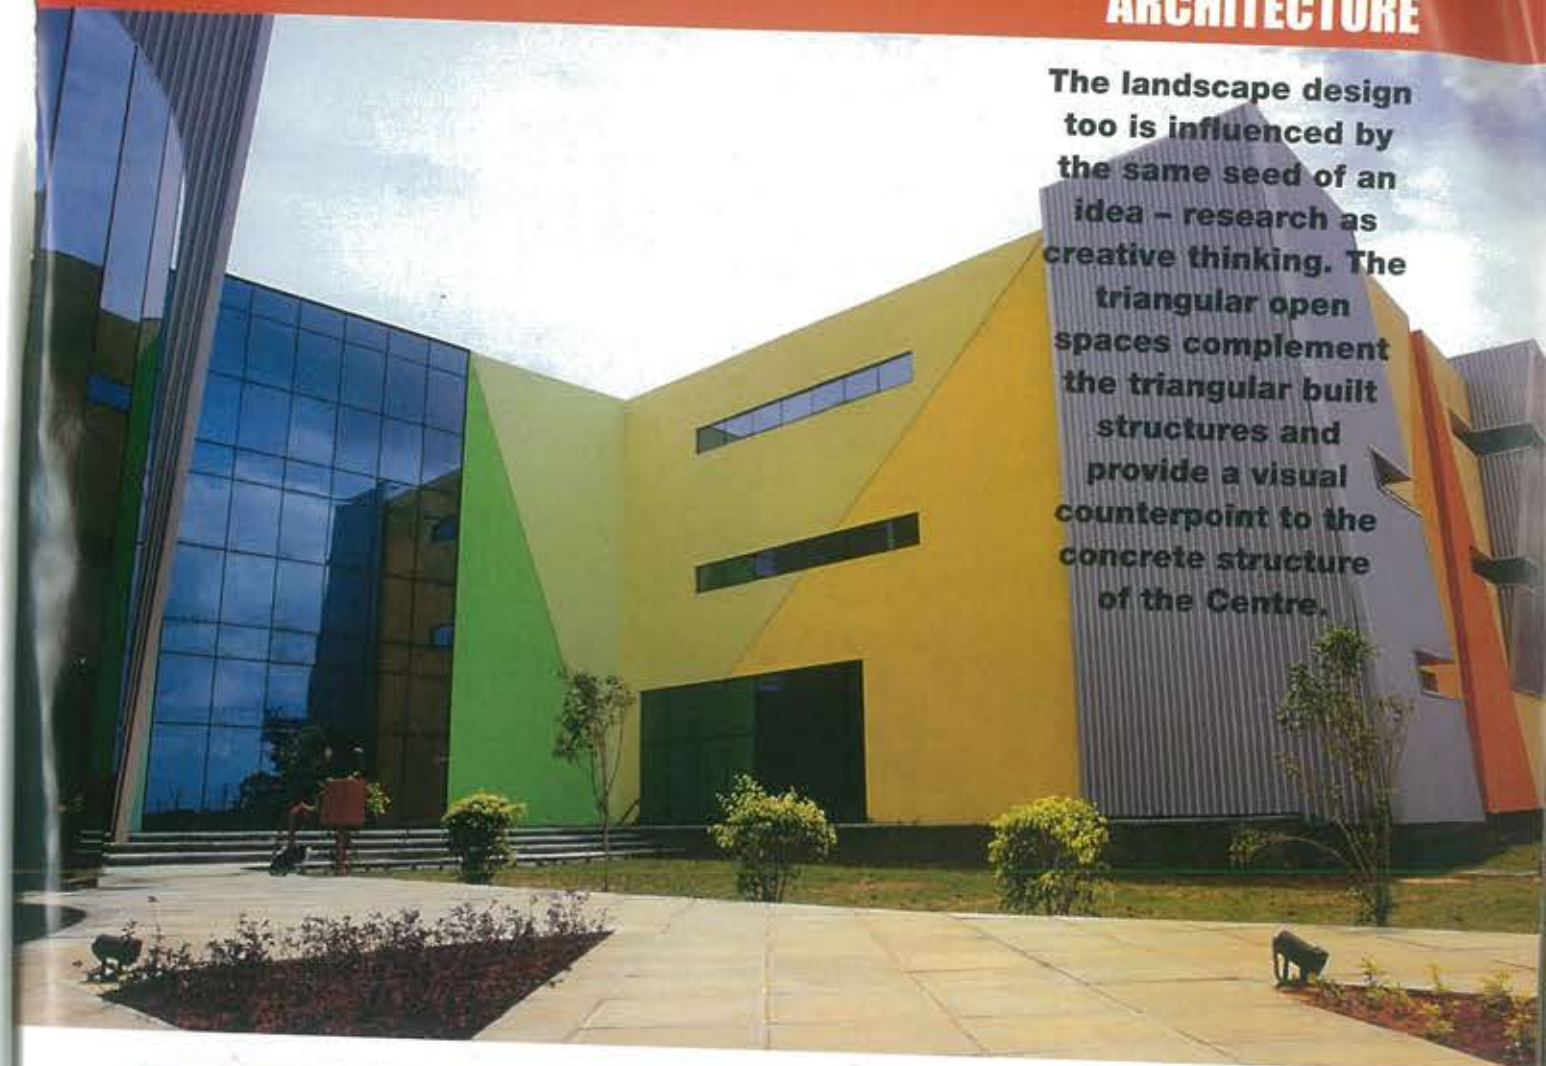 ARCHITECTURE
The landscape design
too is influenced by
the same seed of an
idea – research as
creative thinking. The
triangular open
spaces complement
the triangular built
structures and
provide a visual
counterpoint to the
concrete structure
of the Centre.